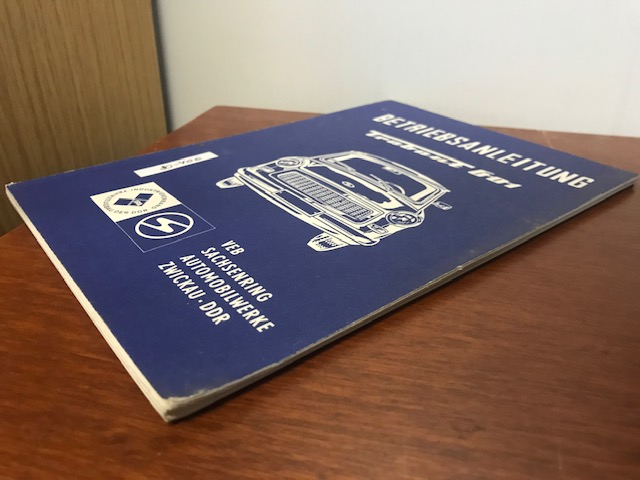 BETRIEBSANLEITUNG
Trabant 601
VEB
SACHSENRING
AUTOMOBILWERKE
ZWICKAU · DDR